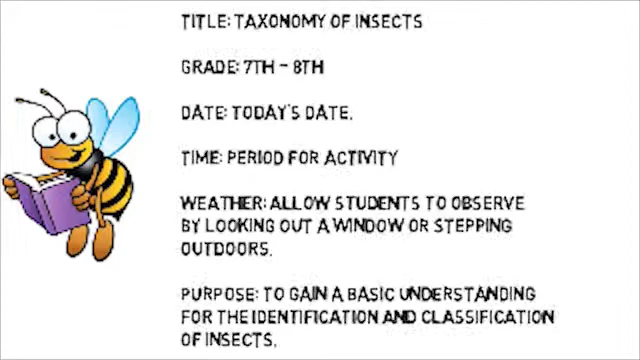 TITLE: TAXONOMY OF INSECTS
GRADE: 7TH - 8TH
DATE: TODAY'S DATE.
TIME: PERIOD FOR ACTIVITY
WEATHER: ALLOW STUDENTS TO OBSERVE
BY LOOKING OUT A WINDOW OR STEPPING
OUTDOORS.
PURPOSE: TO GAIN A BASIC UNDERSTANDING
FOR THE IDENTIFICATION AND CLASSIFICATION
OF INSECTS.